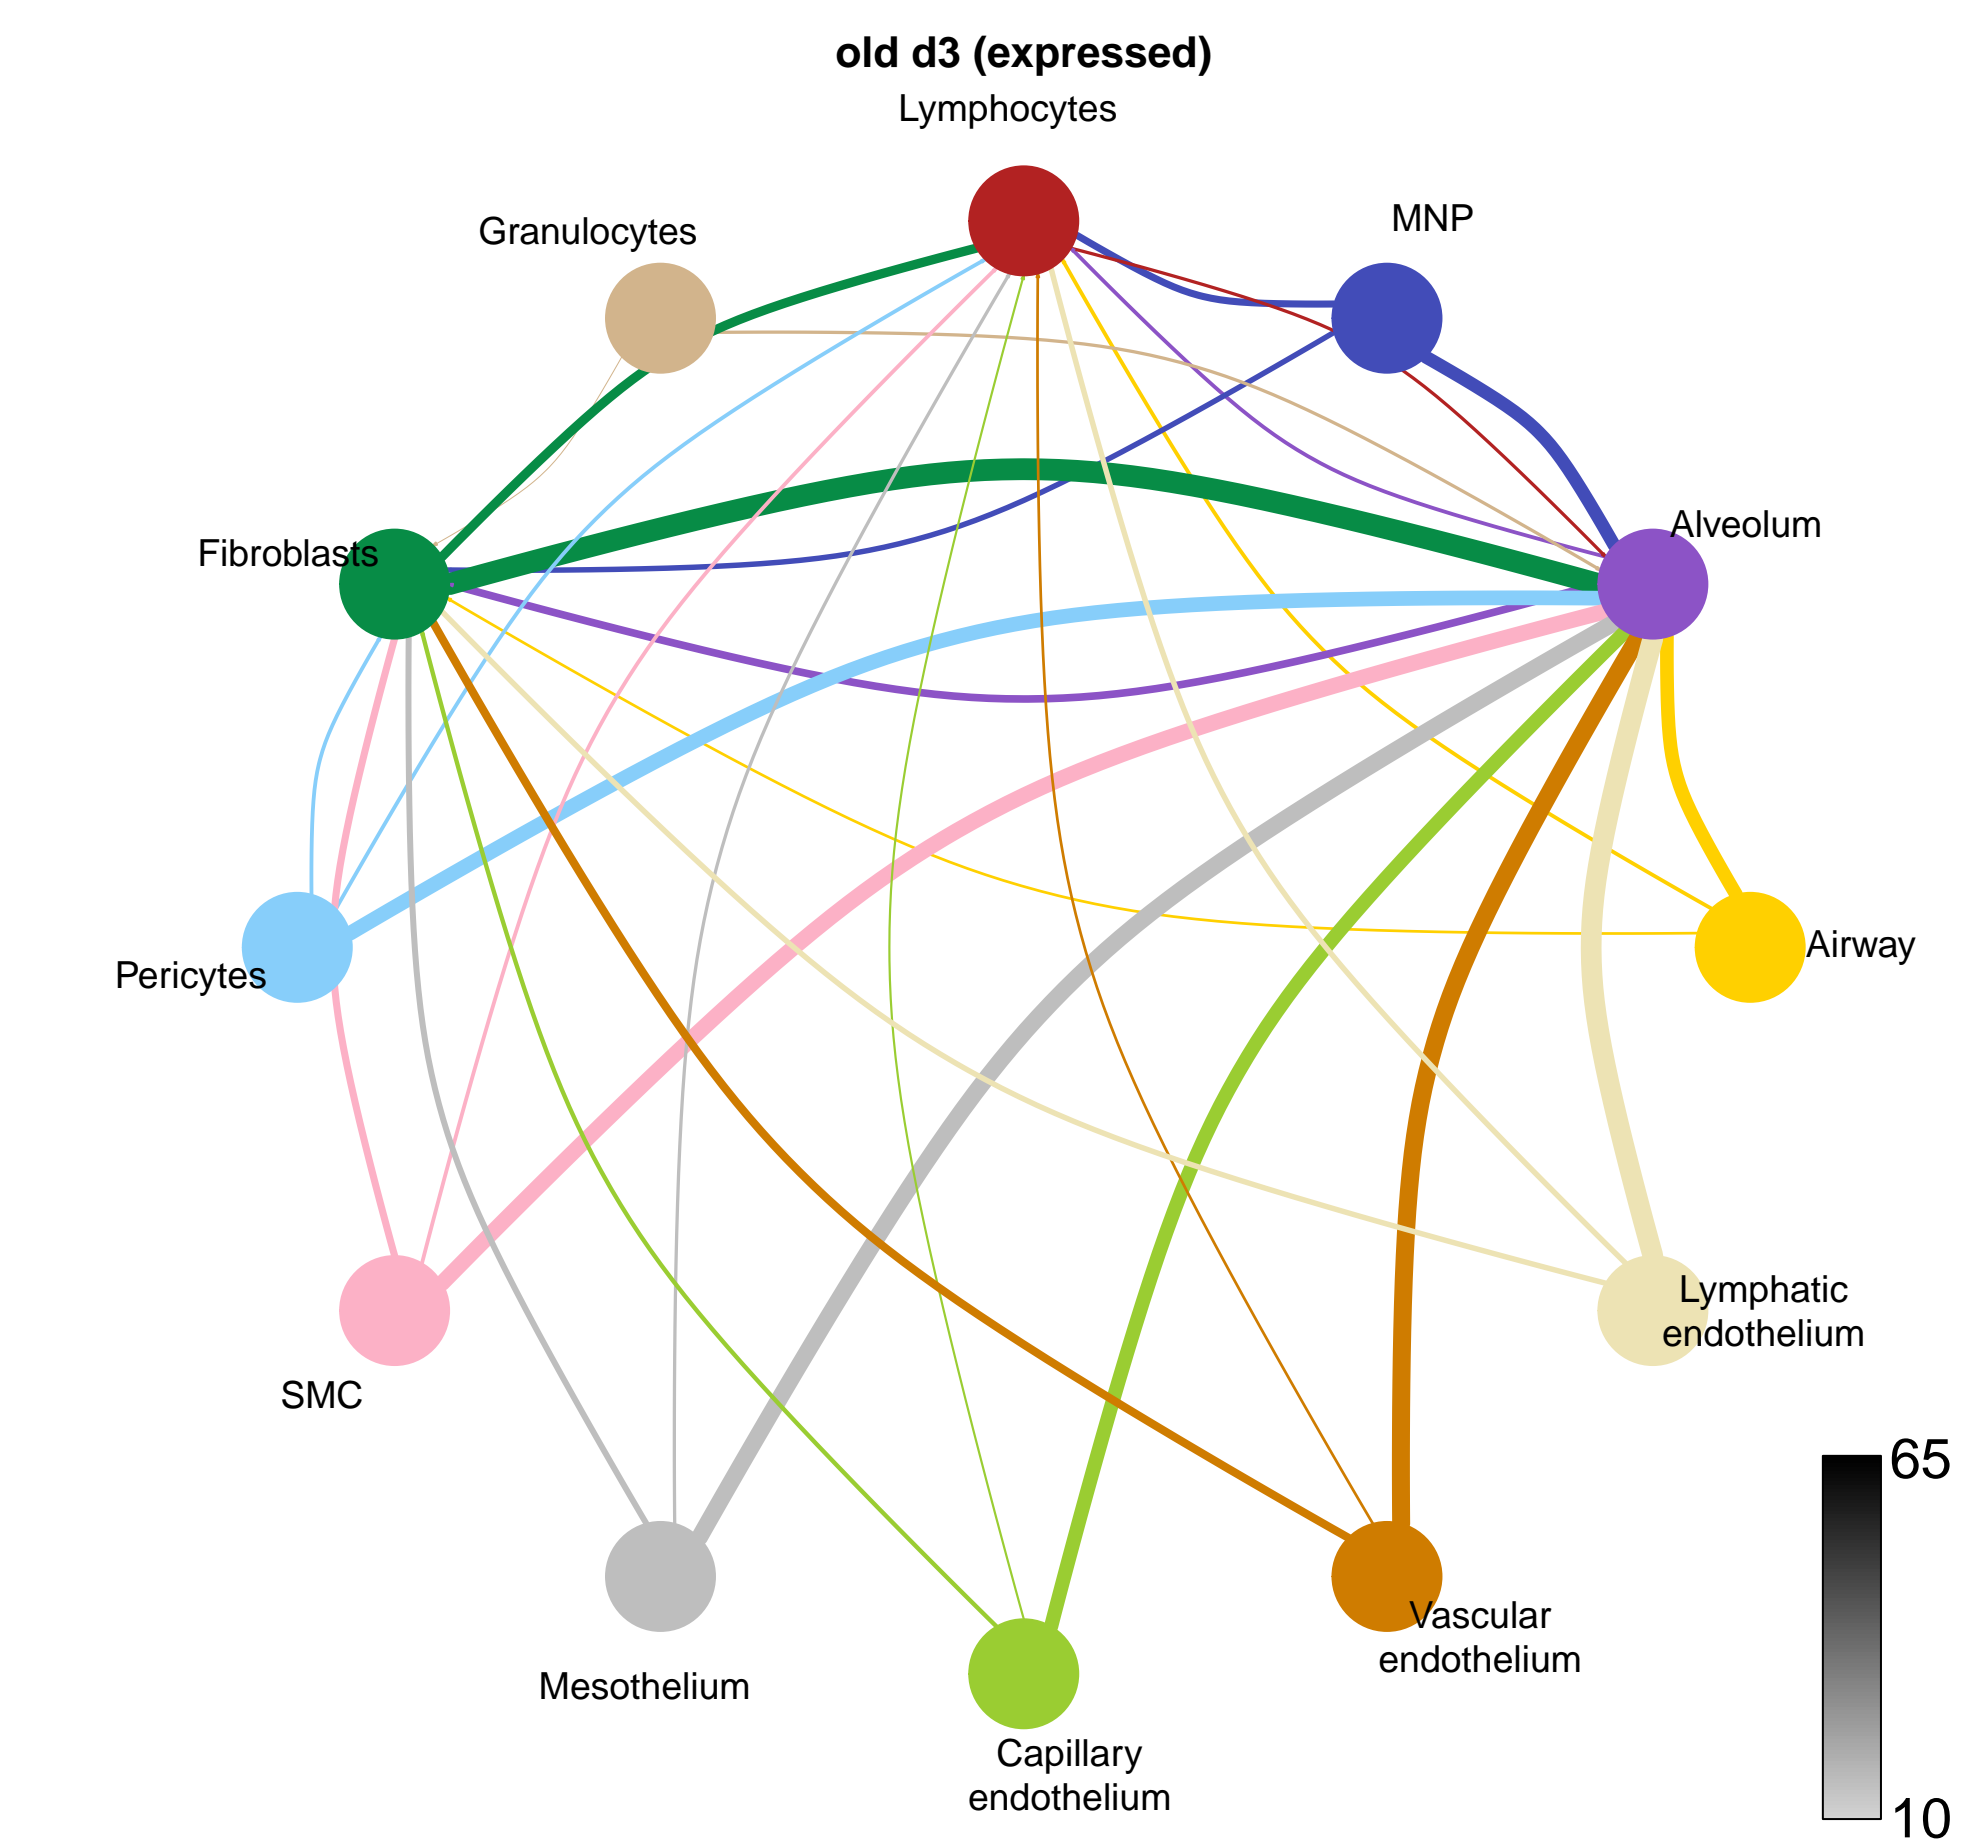 old d3 (expressed)
Lymphocytes
MNP
Granulocytes
Alveolum
Fibroblasts
Airway
Pericytes
Lymphatic
endothelium
SMC
65
Vascular
endothelium
Mesothelium
Capillary
endothelium
10